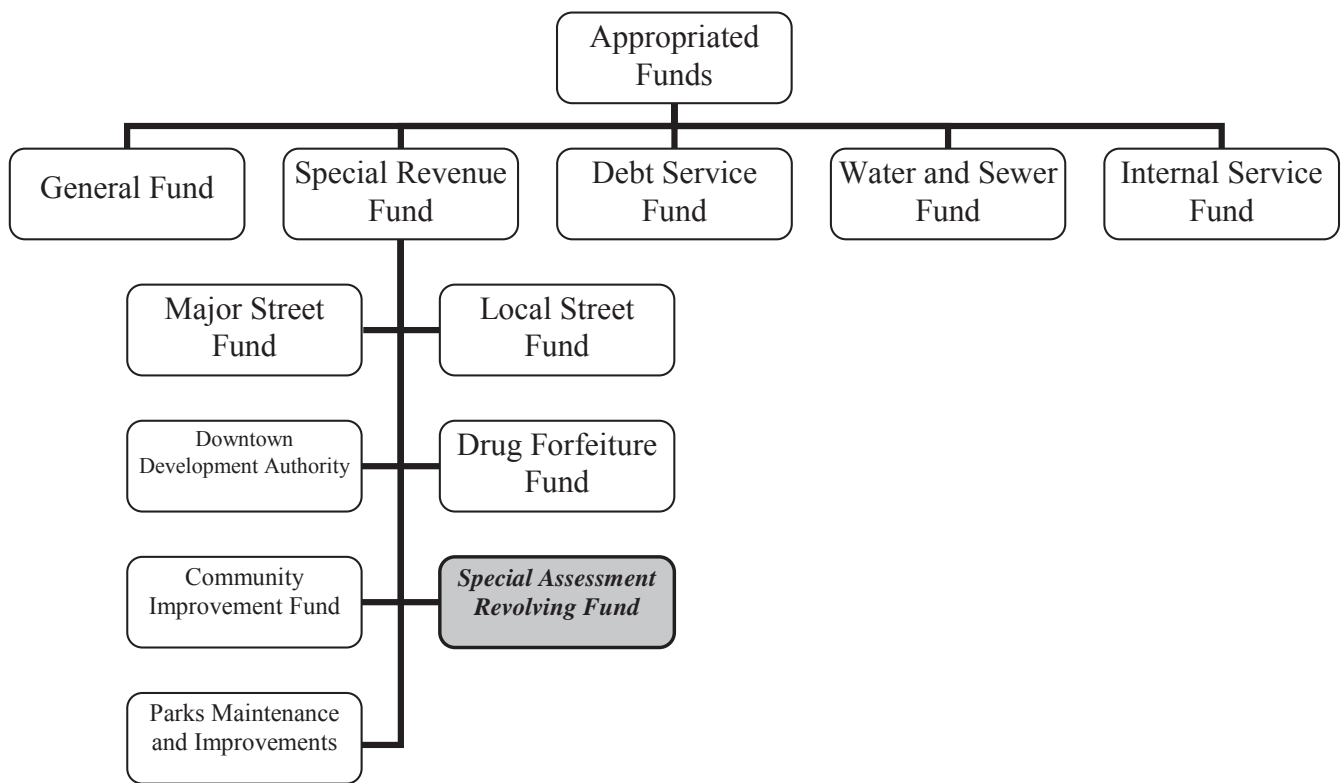 Appropriated
Funds
General Fund
Special Revenue
Fund
Debt Service
Fund
Water and Sewer
Fund
Internal Service
Fund
Major Street
Fund
Local Street
Fund
Downtown
Development Authority
Drug Forfeiture
Fund
Community
Improvement Fund
Special Assessment
Revolving Fund
Parks Maintenance
and Improvements